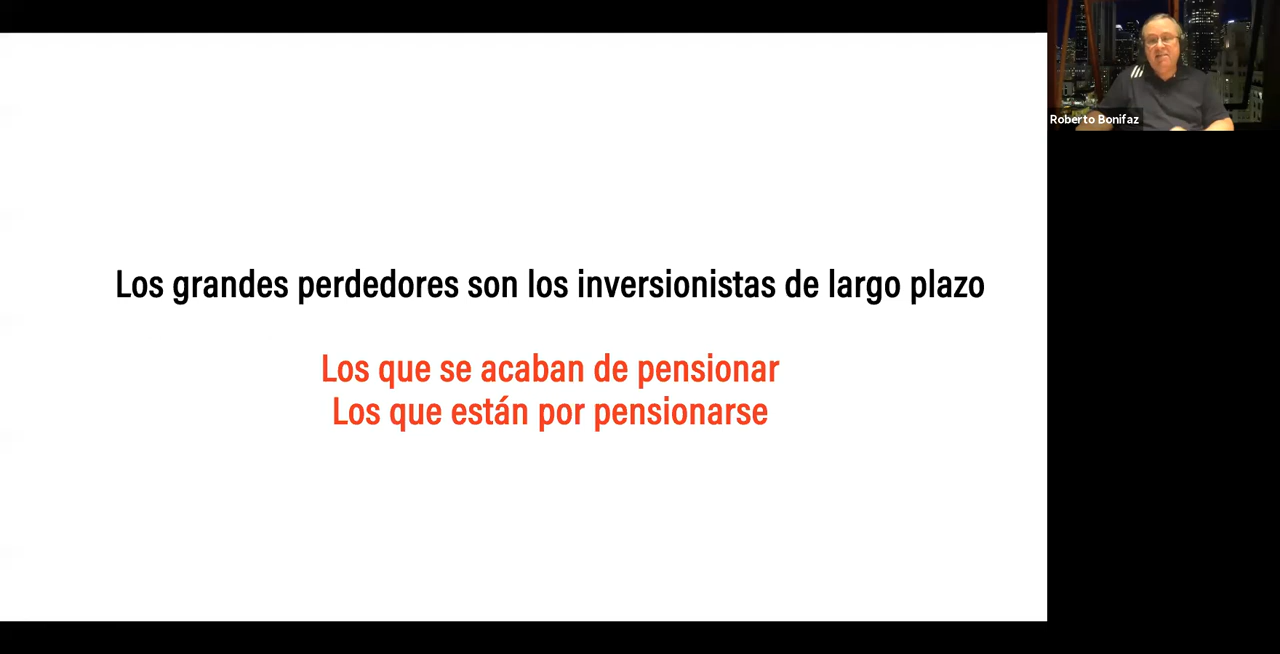 Los grandes perdedores son los inversionistas de largo plazo
Los que se acaban de pensionar
Los que están por pensionarse
Roberto Bonifaz